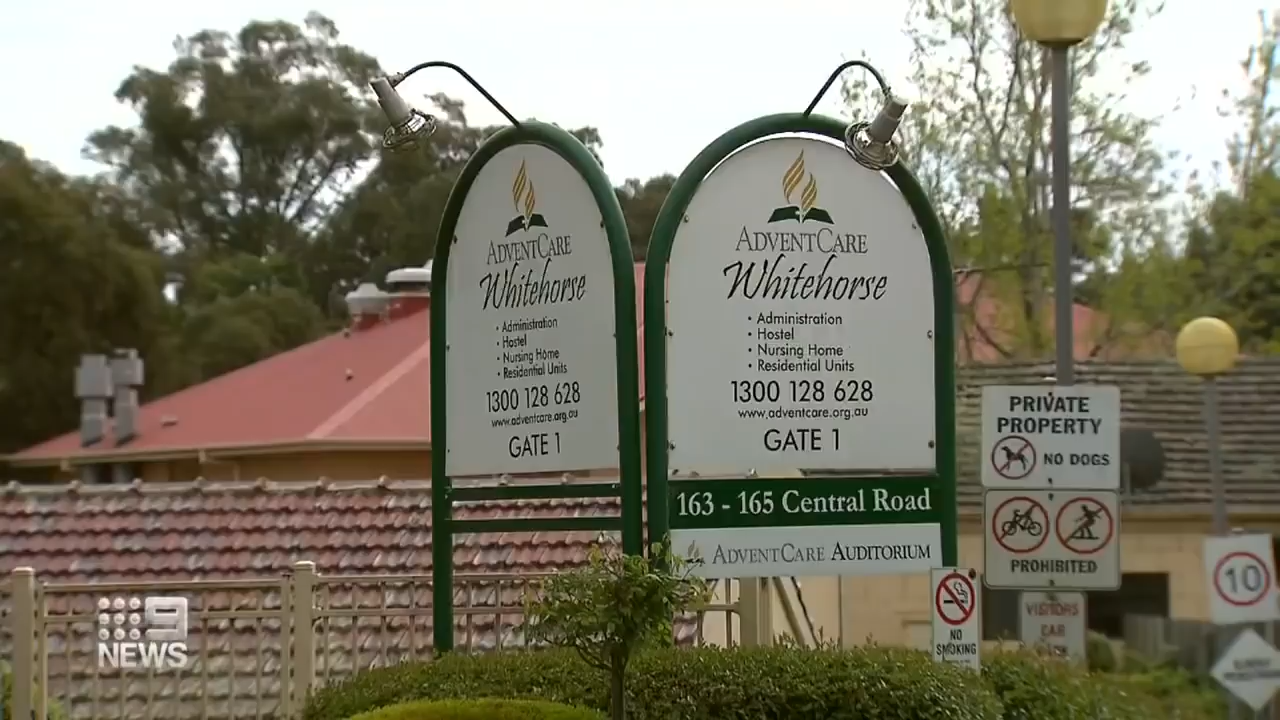 ADVENTCARE
Whitehorse
• Administration
• Hostel
• Nursing Home
• Residential Units
1300 128 628
www.adventcare.org.au
GATE 1
ADVENTCARE
Whitehorse
• Administration
• Hostel
• Nursing Home
• Residential Units
1300 128 628
www.adventcare.org.au
GATE 1
163 - 165 Central Road
ADVENTCARE AUDITORIUM
PRIVATE
PROPERTY
NO DOGS
PROHIBITED
NO
SMOKING
VISITORS
CAR
10
9
NEWS